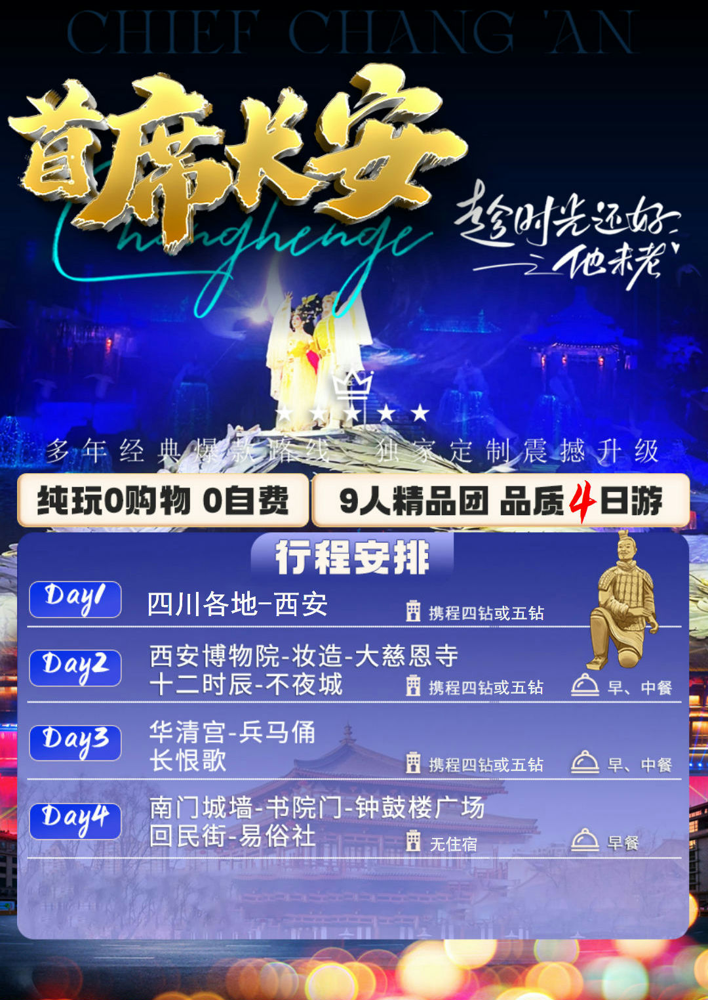 CHIEF CHANG 'AN
首席长安
Changhenge
趁时光还好
他未老
多年经典爆款路线 独家定制震撼升级
纯玩0购物 0自费
9人精品团 品质4日游
行程安排
Day1
四川各地-西安
携程四钻或五钻
Day2
西安博物院-妆造-大慈恩寺
十二时辰-不夜城
携程四钻或五钻
早、中餐
Day3
华清宫-兵马俑
长恨歌
携程四钻或五钻
早、中餐
Day4
南门城墙-书院门-钟鼓楼广场
回民街-易俗社
无住宿
早餐